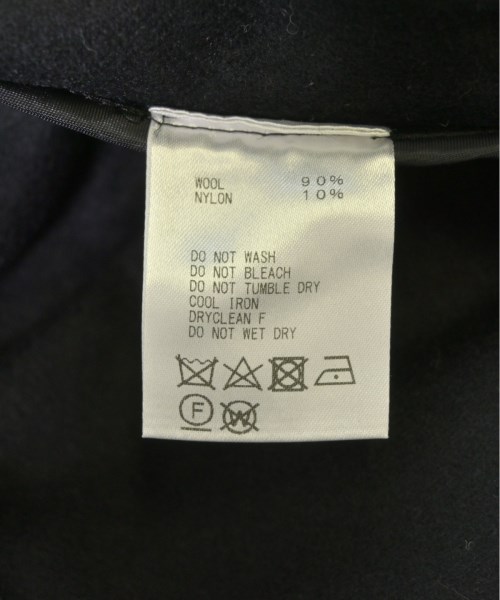 WOOL 90%
NYLON 10%
DO NOT WASH
DO NOT BLEACH
DO NOT TUMBLE DRY
COOL IRON
DRYCLEAN F
DO NOT WET DRY
F
W